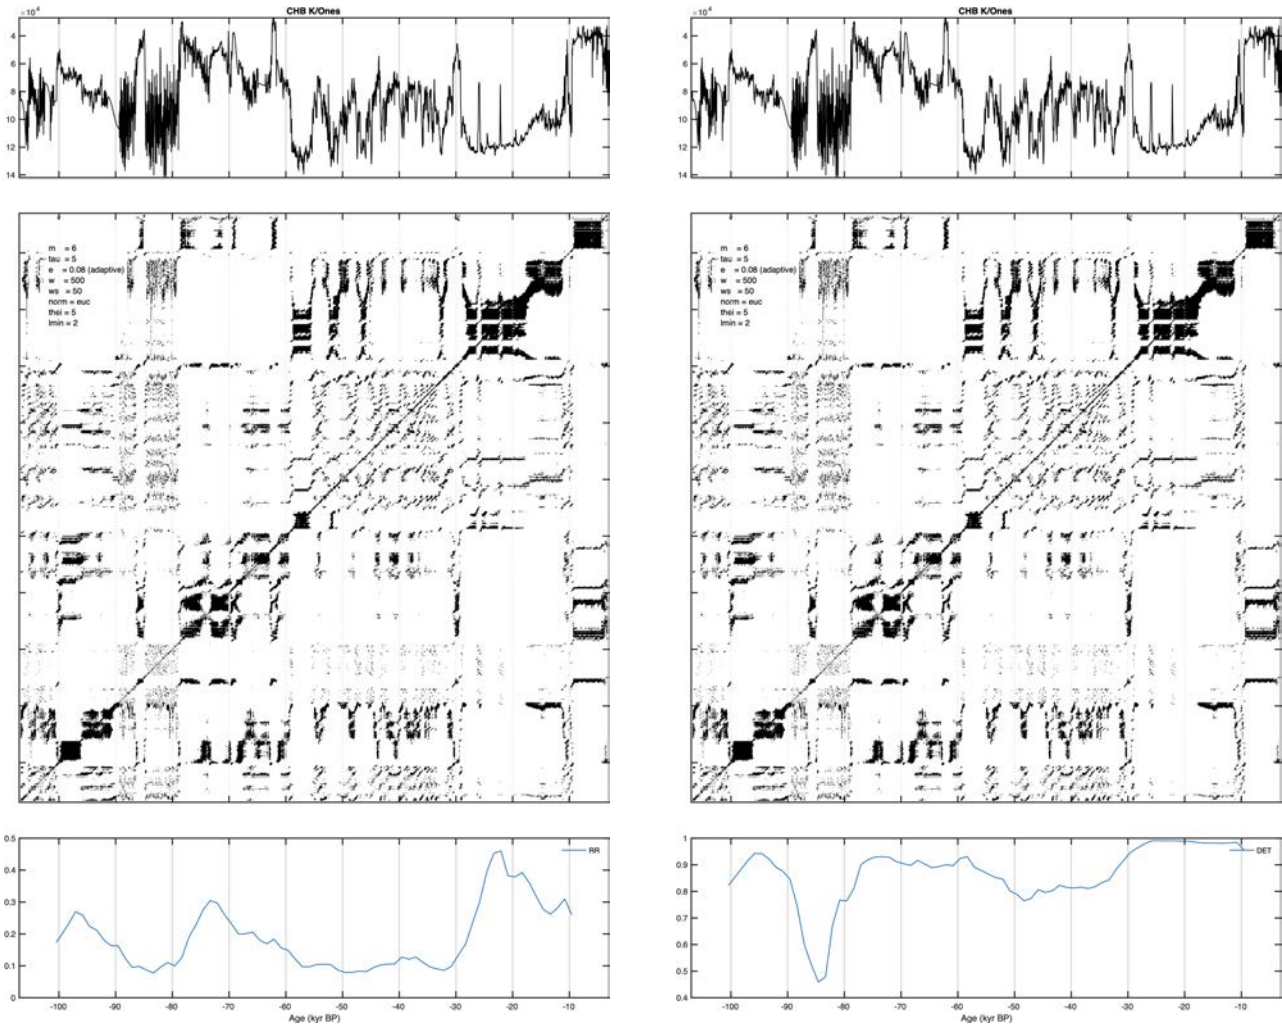 CHB K/Ones
×10⁴
4
6
8
10
12
14
m = 6
tau = 5
e = 0.08 (adaptive)
w = 500
ws = 50
norm = euc
thei = 5
lmin = 2
0.5
0.4
0.3
0.2
0.1
0
RR
-100 -90 -80 -70 -60 -50 -40 -30 -20 -10
Age (kyr BP)
CHB K/Ones
×10⁴
4
6
8
10
12
14
m = 6
tau = 5
e = 0.08 (adaptive)
w = 500
ws = 50
norm = euc
thei = 5
lmin = 2
1
0.9
0.8
0.7
0.6
0.5
0.4
DET
-100 -90 -80 -70 -60 -50 -40 -30 -20 -10
Age (kyr BP)